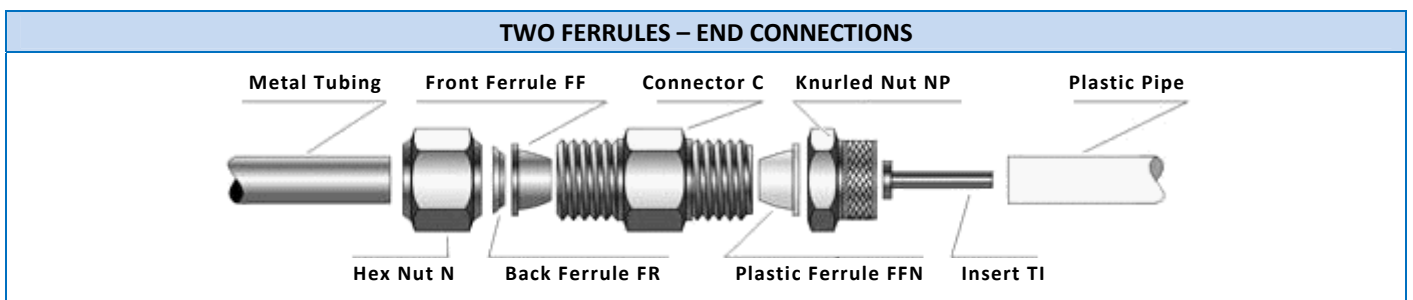 TWO FERRULES – END CONNECTIONS
Metal Tubing Front Ferrule FF Connector C Knurled Nut NP Plastic Pipe
Hex Nut N Back Ferrule FR Plastic Ferrule FFN Insert TI